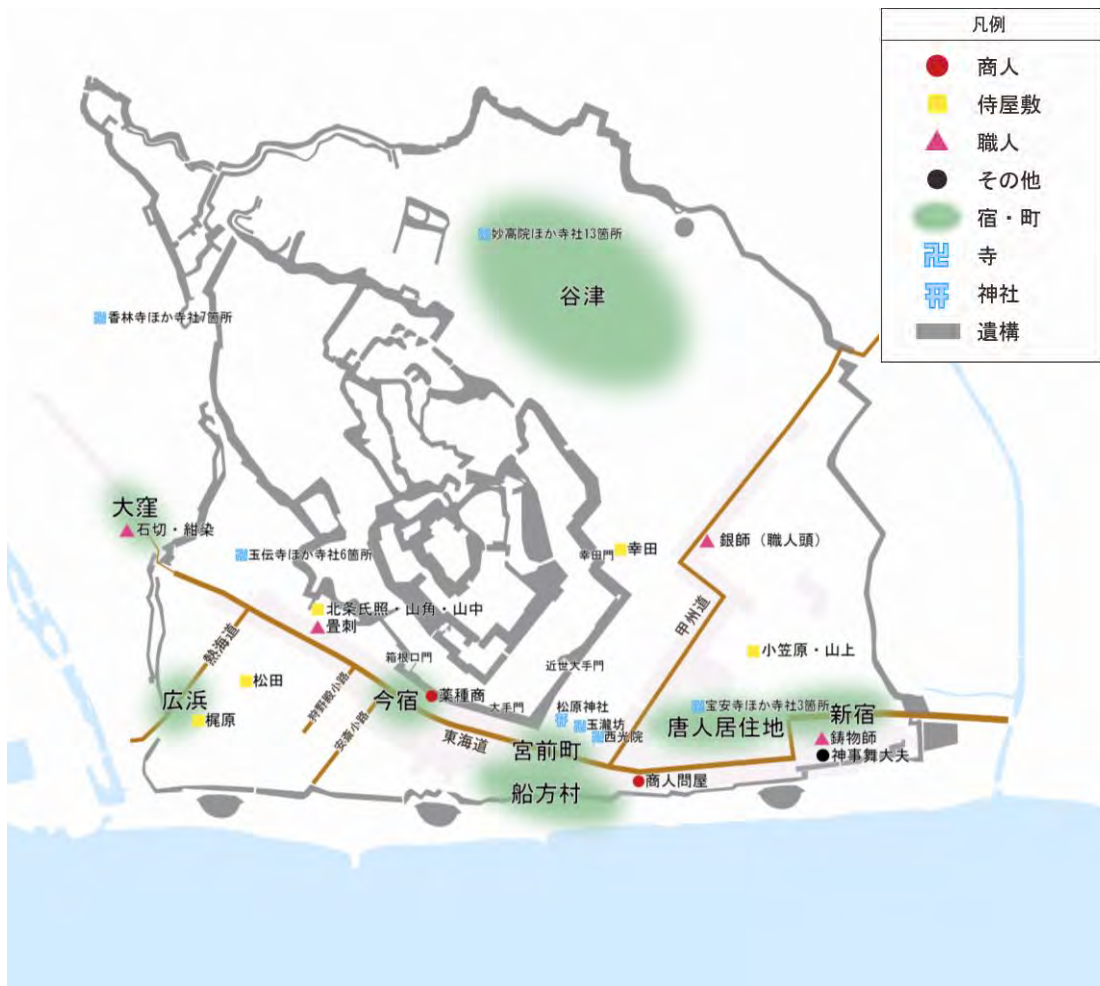 凡例
商人
侍屋敷
職人
その他
宿・町
寺
神社
遺構
妙高院ほか寺社13箇所
谷津
香林寺ほか寺社7箇所
大窪
石切・紺染
玉伝寺ほか寺社6箇所
幸田門
幸田
銀師（職人頭）
北条氏照・山角・山中
畳刺
甲州道
熱海道
箱根口門
近世大手門
小笠原・山上
松田
狩野殿小路
広浜
今宿
薬種商
大手門
松原神社
宝安寺ほか寺社3箇所
梶原
安斎小路
東海道
玉瀧坊
西光院
唐人居住地
新宿
宮前町
鋳物師
神事舞大夫
船方村
商人問屋